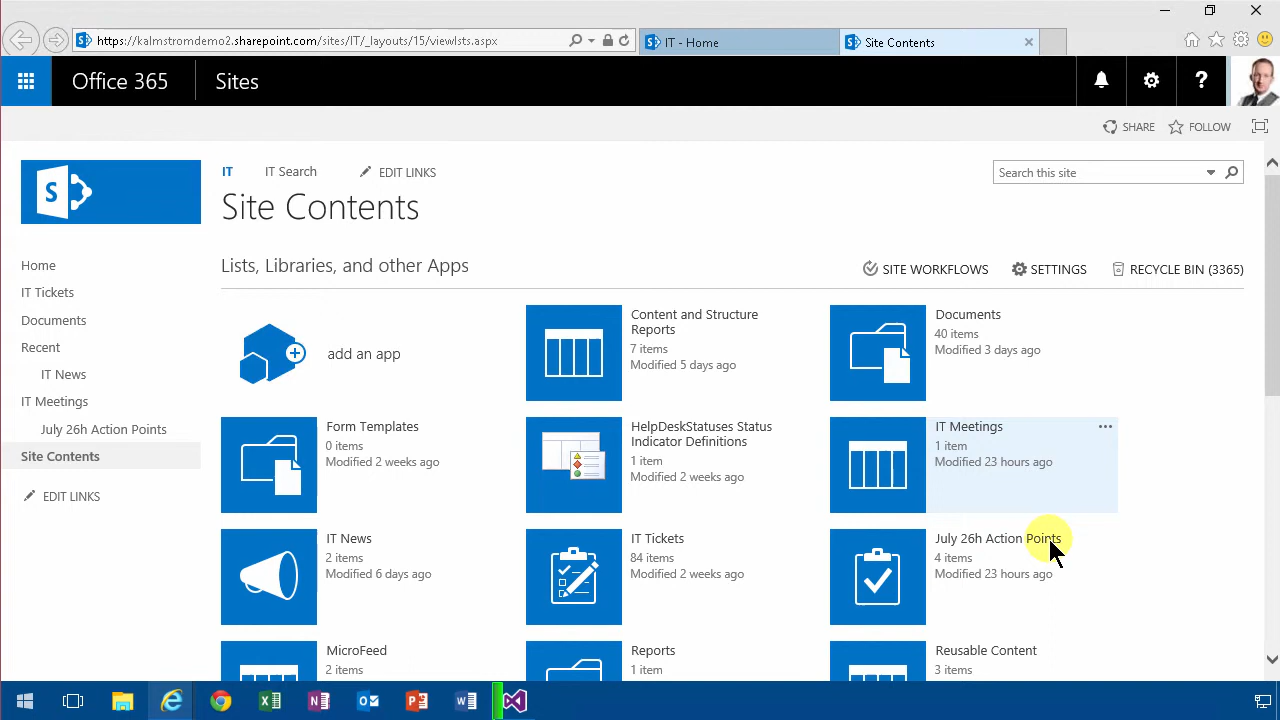 https://kalmstromdemo2.sharepoint.com/sites/IT/_layouts/15/viewlsts.aspx
IT - Home
Site Contents
Office 365
Sites
?
SHARE
FOLLOW
S
IT
IT Search
EDIT LINKS
Search this site
Site Contents
Home
IT Tickets
Documents
Recent
IT News
IT Meetings
July 26h Action Points
Site Contents
EDIT LINKS
Lists, Libraries, and other Apps
SITE WORKFLOWS
SETTINGS
RECYCLE BIN (3365)
add an app
Content and Structure
Reports
7 items
Modified 5 days ago
Documents
40 items
Modified 3 days ago
Form Templates
0 items
Modified 2 weeks ago
HelpDeskStatuses Status
Indicator Definitions
1 item
Modified 2 weeks ago
IT Meetings
1 item
Modified 23 hours ago
IT News
2 items
Modified 6 days ago
IT Tickets
84 items
Modified 2 weeks ago
July 26h Action Points
4 items
Modified 23 hours ago
MicroFeed
2 items
Reports
1 item
Reusable Content
3 items